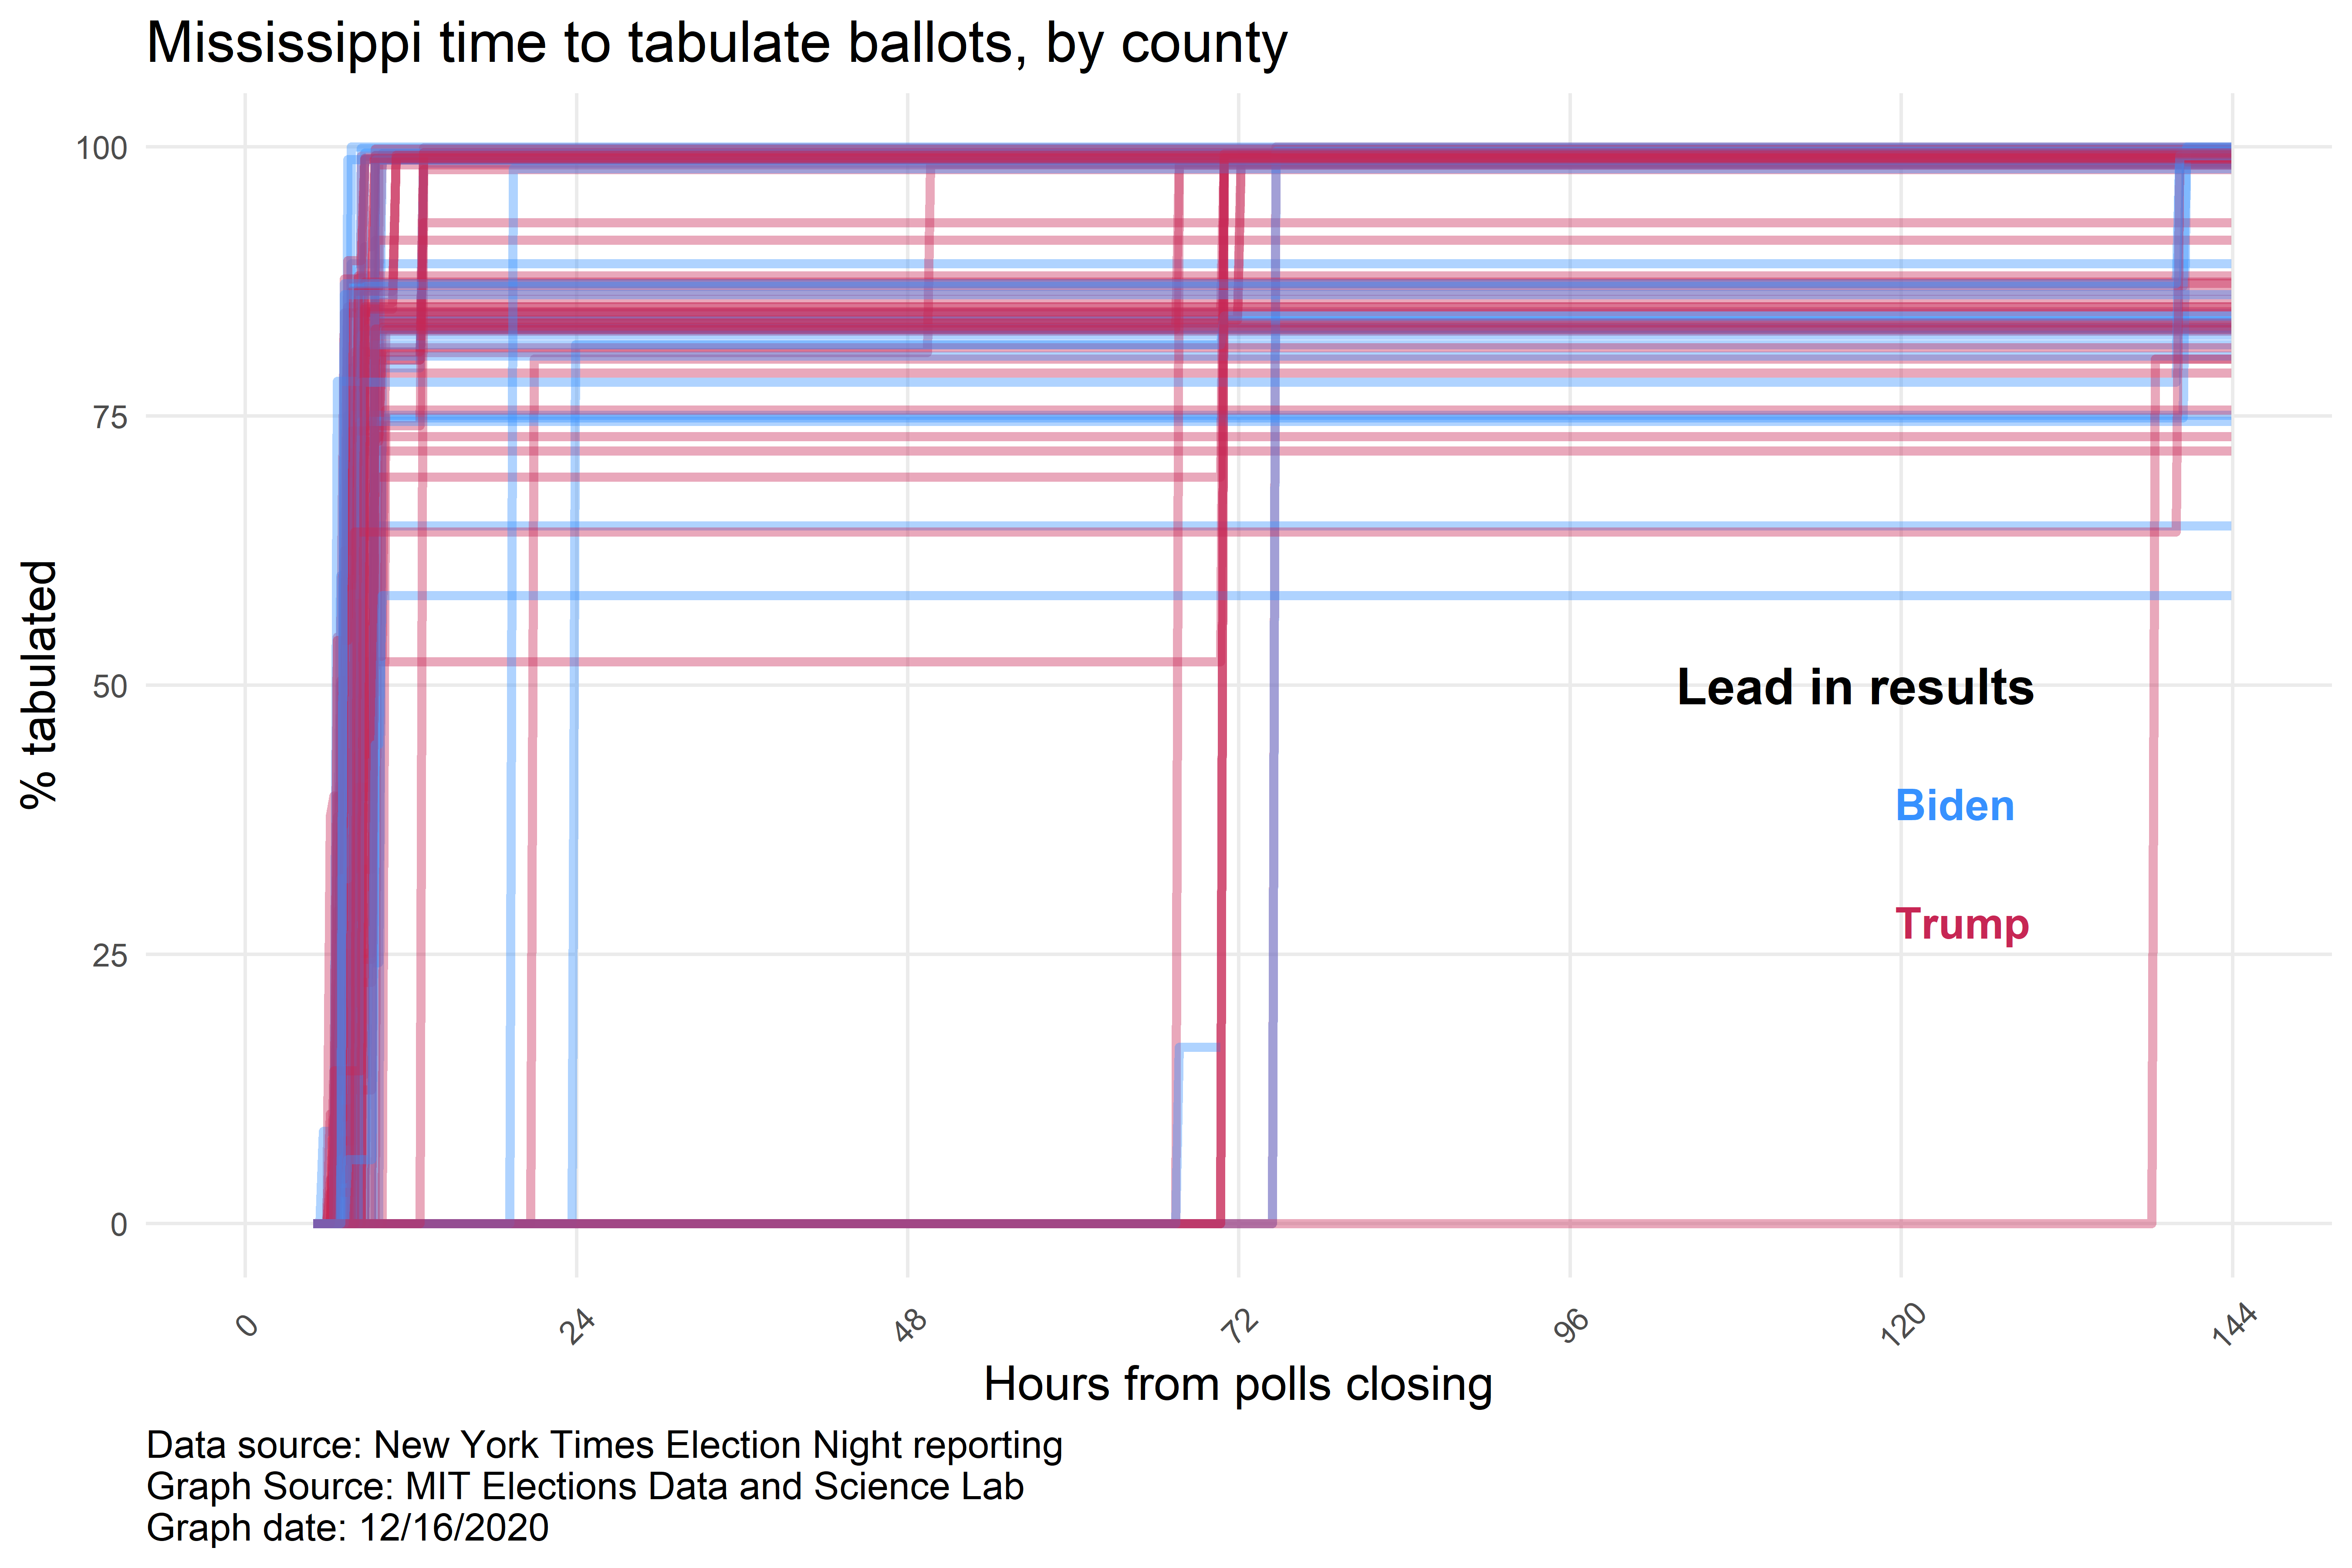 Mississippi time to tabulate ballots, by county
100
75
50
25
0
% tabulated
Lead in results
Biden
Trump
0
24
48
72
96
120
144
Hours from polls closing
Data source: New York Times Election Night reporting
Graph Source: MIT Elections Data and Science Lab
Graph date: 12/16/2020